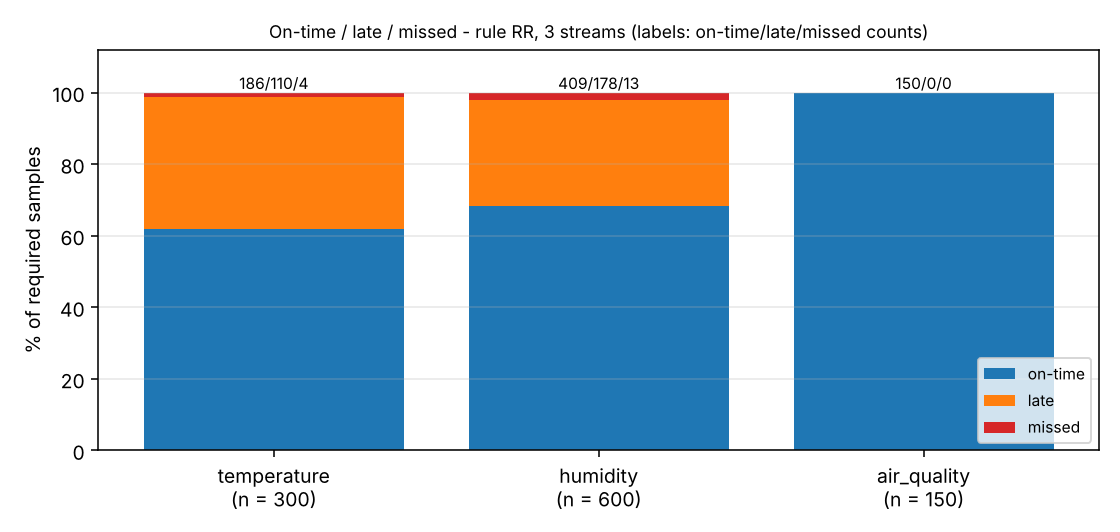 On-time / late / missed - rule RR, 3 streams (labels: on-time/late/missed counts)
186/110/4
409/178/13
150/0/0
% of required samples
100
80
60
40
20
0
on-time
late
missed
temperature
(n = 300)
humidity
(n = 600)
air_quality
(n = 150)